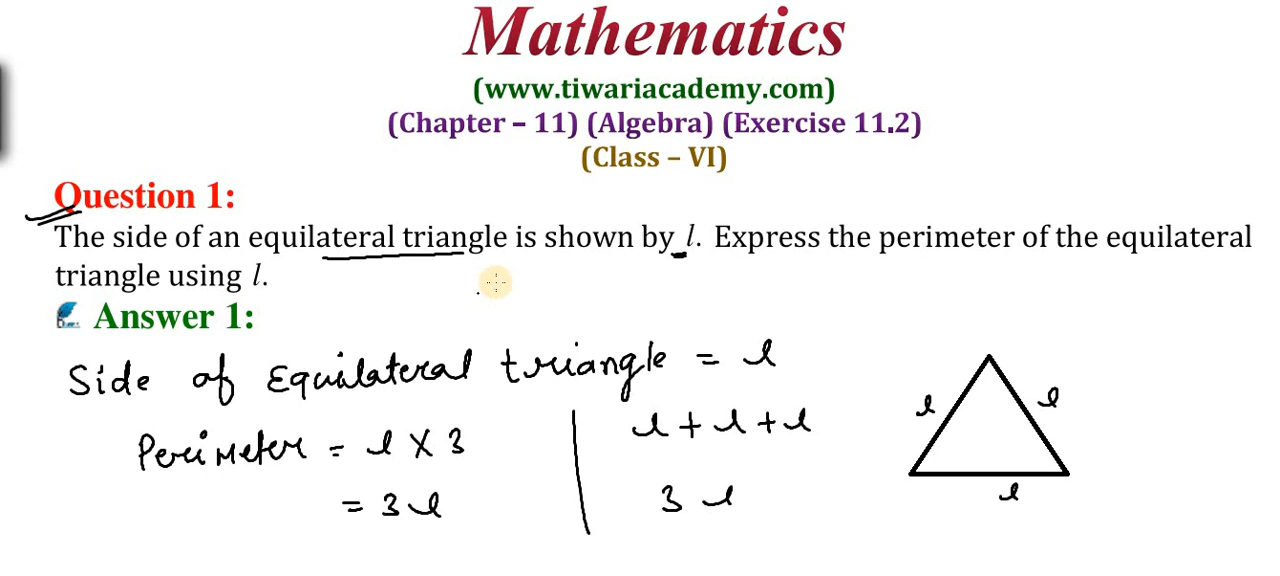 Mathematics
(www.tiwariacademy.com)
(Chapter – 11) (Algebra) (Exercise 11.2)
(Class – VI)
Question 1:
The side of an equilateral triangle is shown by l. Express the perimeter of the equilateral
triangle using l.
Answer 1:
Side of Equilateral triangle = l
Perimeter = l × 3
= 3l
l + l + l
3 l
l
l
l